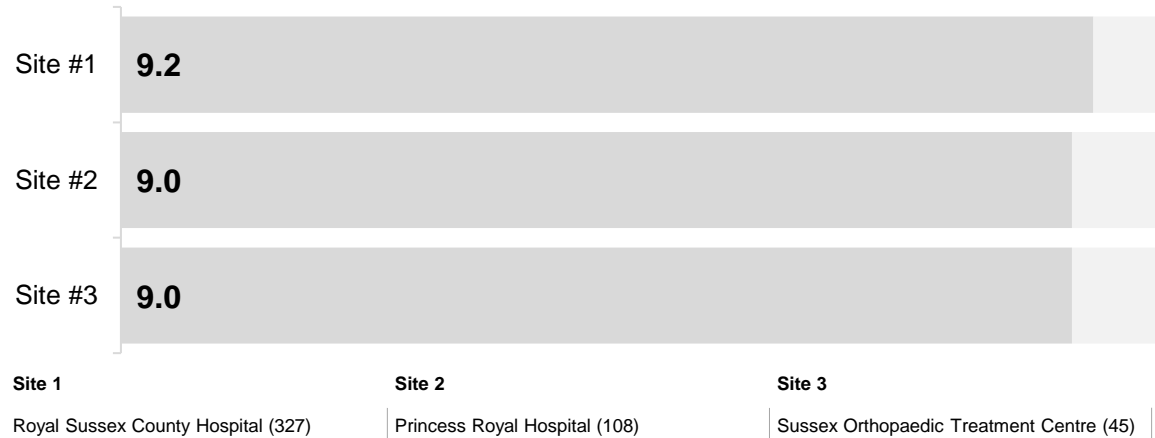 Site #1 9.2
Site #2 9.0
Site #3 9.0
Site 1 Site 2 Site 3
Royal Sussex County Hospital (327) Princess Royal Hospital (108) Sussex Orthopaedic Treatment Centre (45)